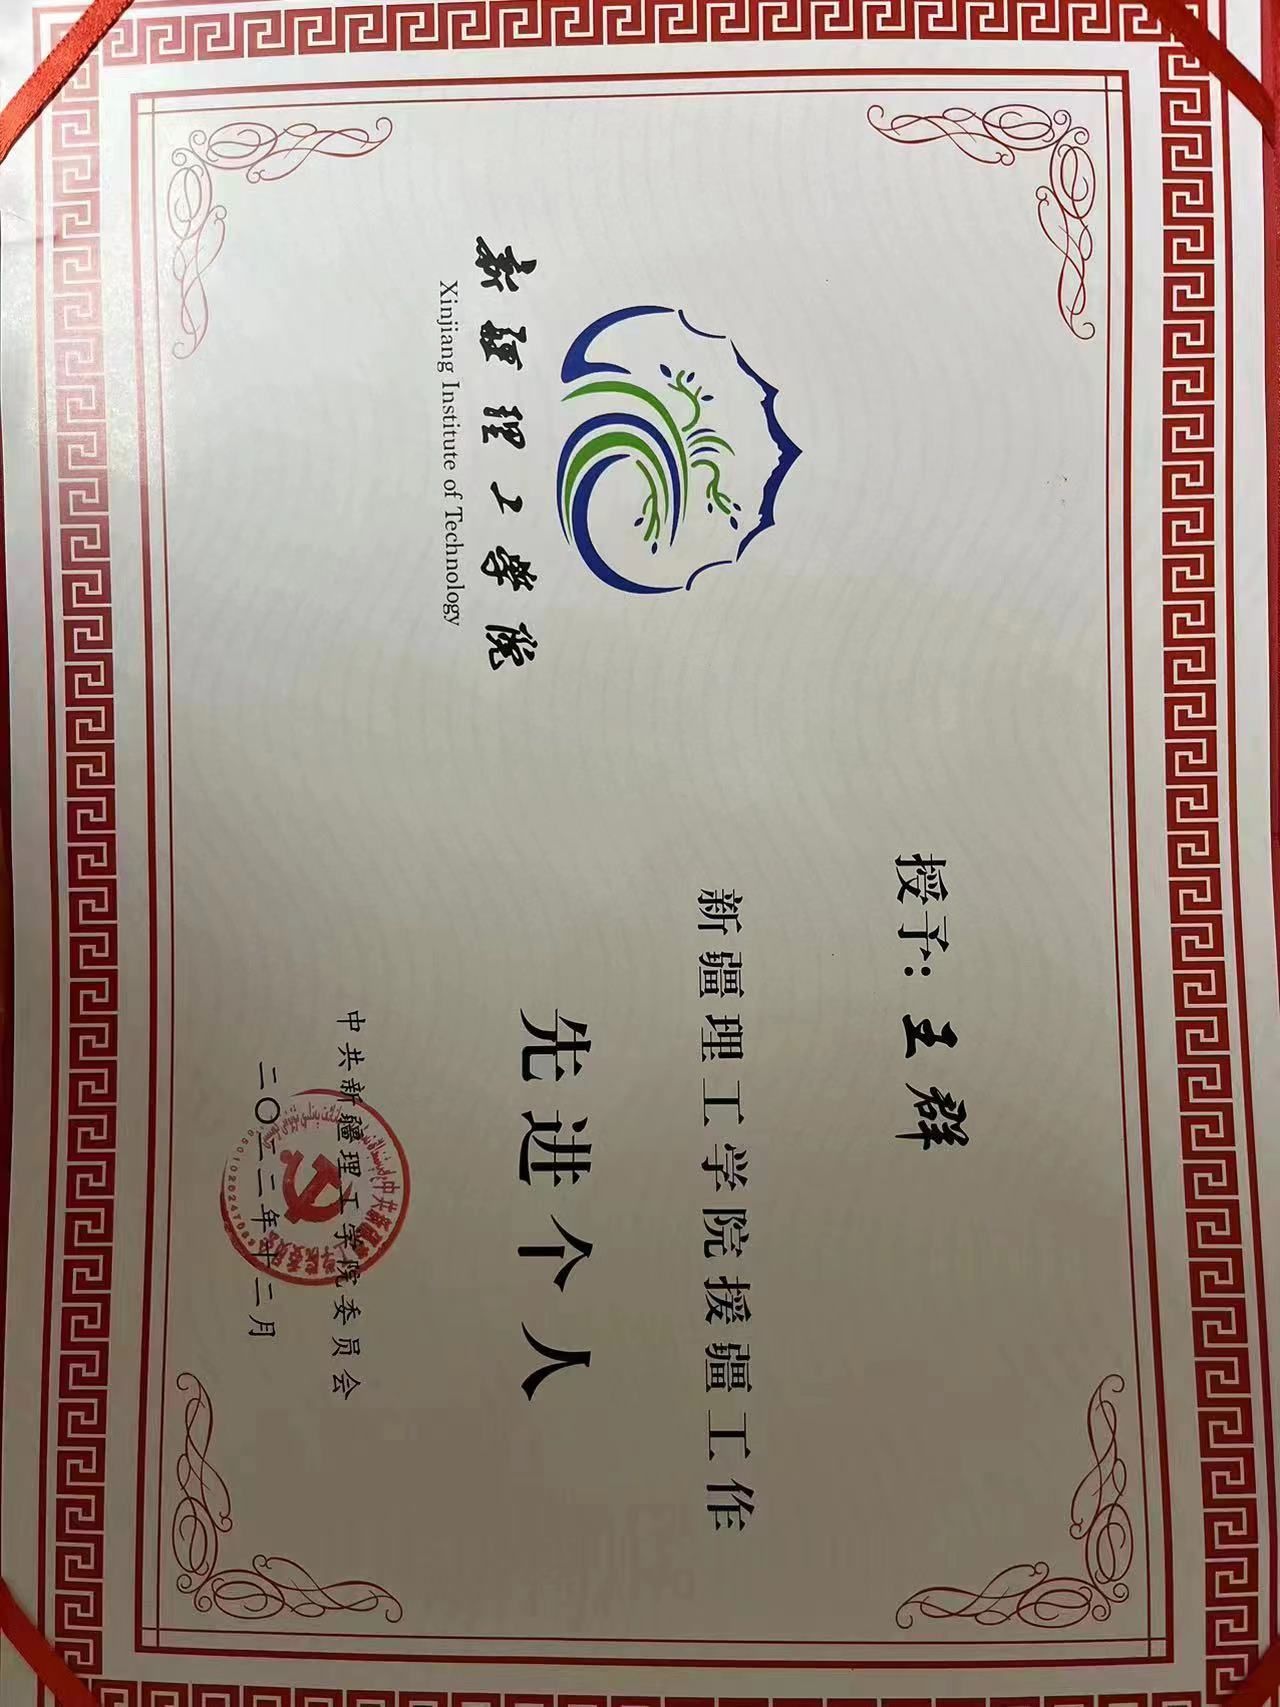 新疆理工学院
Xinjiang Institute of Technology
授予：王群
新疆理工学院援疆工作
先进个人
中共新疆理工学院委员会
二〇二二年十二月